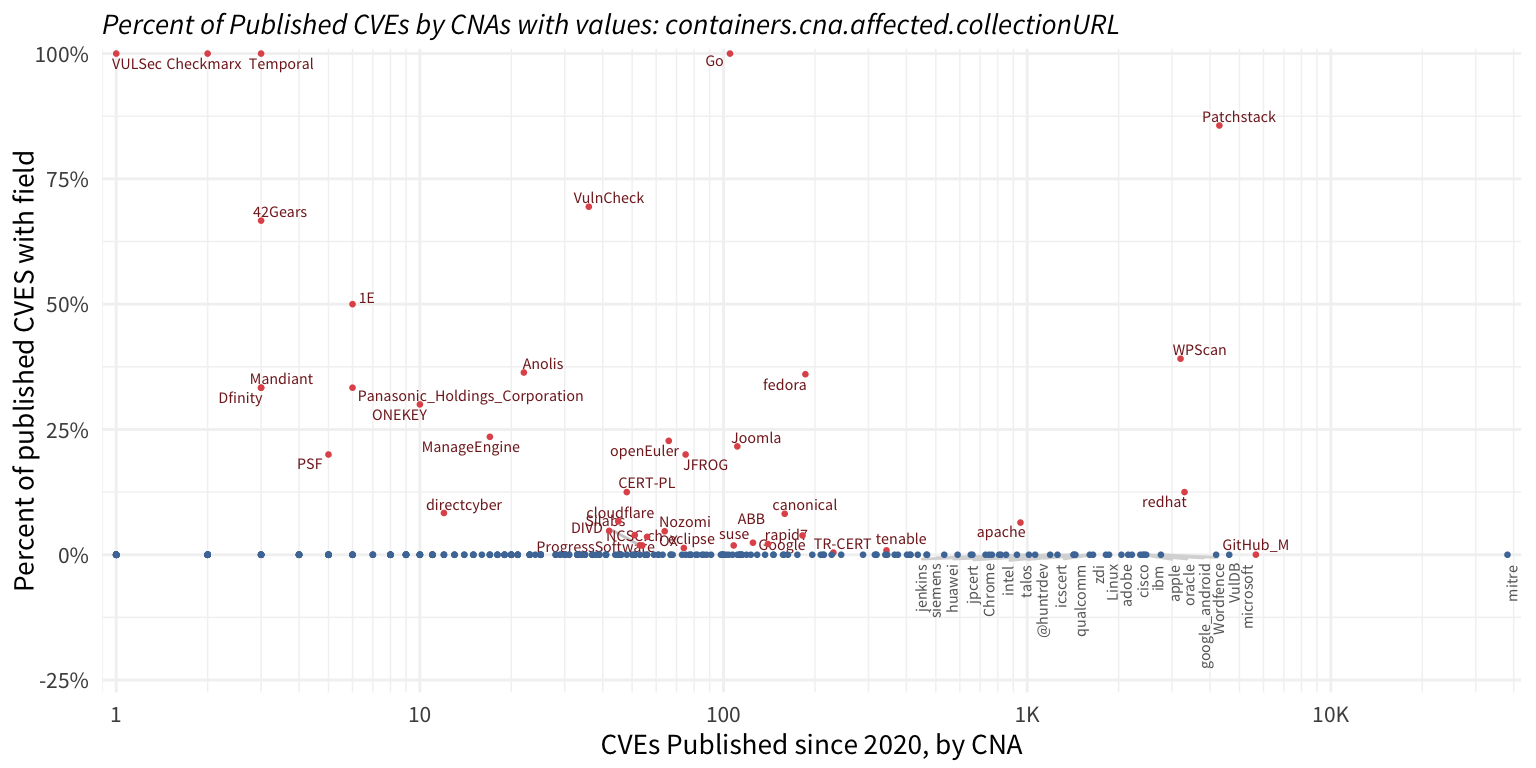 Percent of Published CVEs by CNAs with values: containers.cna.affected.collectionURL
Percent of published CVES with field
100%
75%
50%
25%
0%
-25%
VULSec Checkmarx Temporal
Go
Patchstack
VulnCheck
42Gears
1E
WPScan
Anolis
Mandiant
fedora
Dfinity
Panasonic_Holdings_Corporation
ONEKEY
Joomla
ManageEngine
openEuler
PSF
JFROG
CERT-PL
redhat
directcyber
canonical
cloudflare
Silabs
ABB
Nozomi
DIVD
apache
suse
rapid7
TR-CERT
tenable
OX
Google
ProgressSoftware
GitHub_M
jenkins
siemens
huawei
jpcert
Chrome
intel
talos
@huntrdev
icscert
qualcomm
zdi
Linux
adobe
cisco
ibm
apple
oracle
google_android
Wordfence
VulDB
microsoft
mitre
1
10
100
1K
10K
CVEs Published since 2020, by CNA